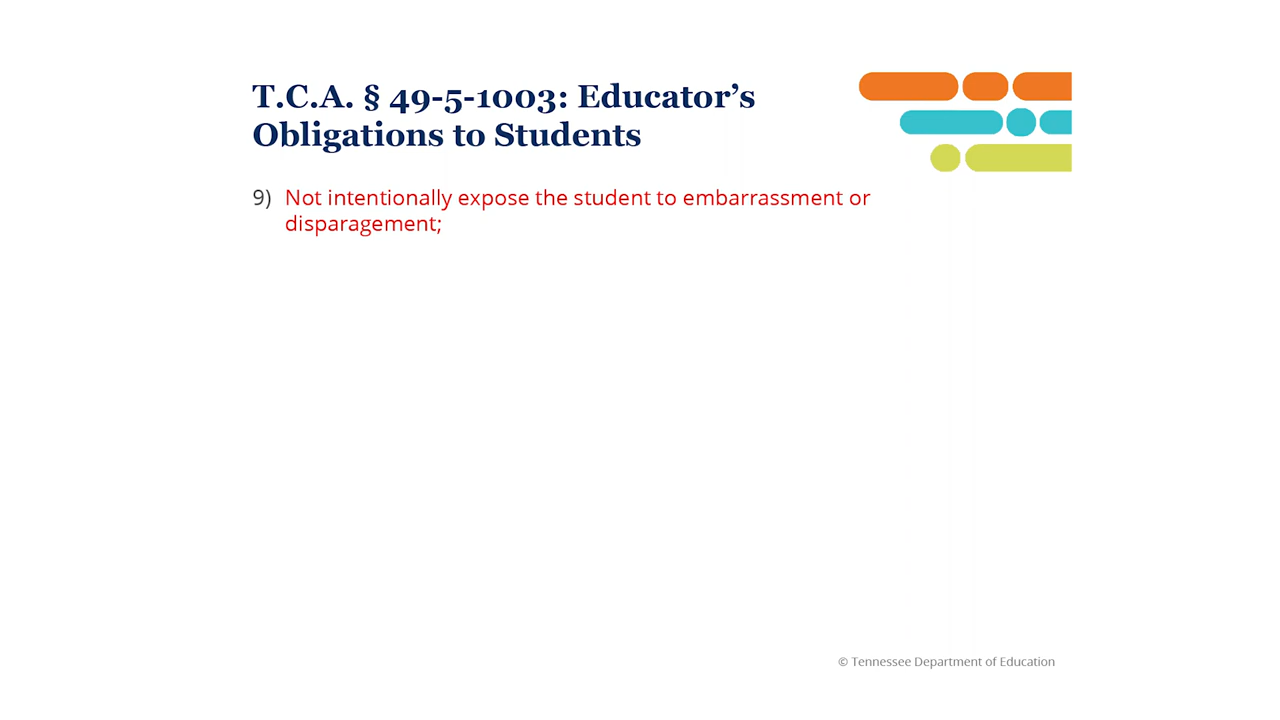 T.C.A. § 49-5-1003: Educator’s
Obligations to Students
9) Not intentionally expose the student to embarrassment or
disparagement;
© Tennessee Department of Education